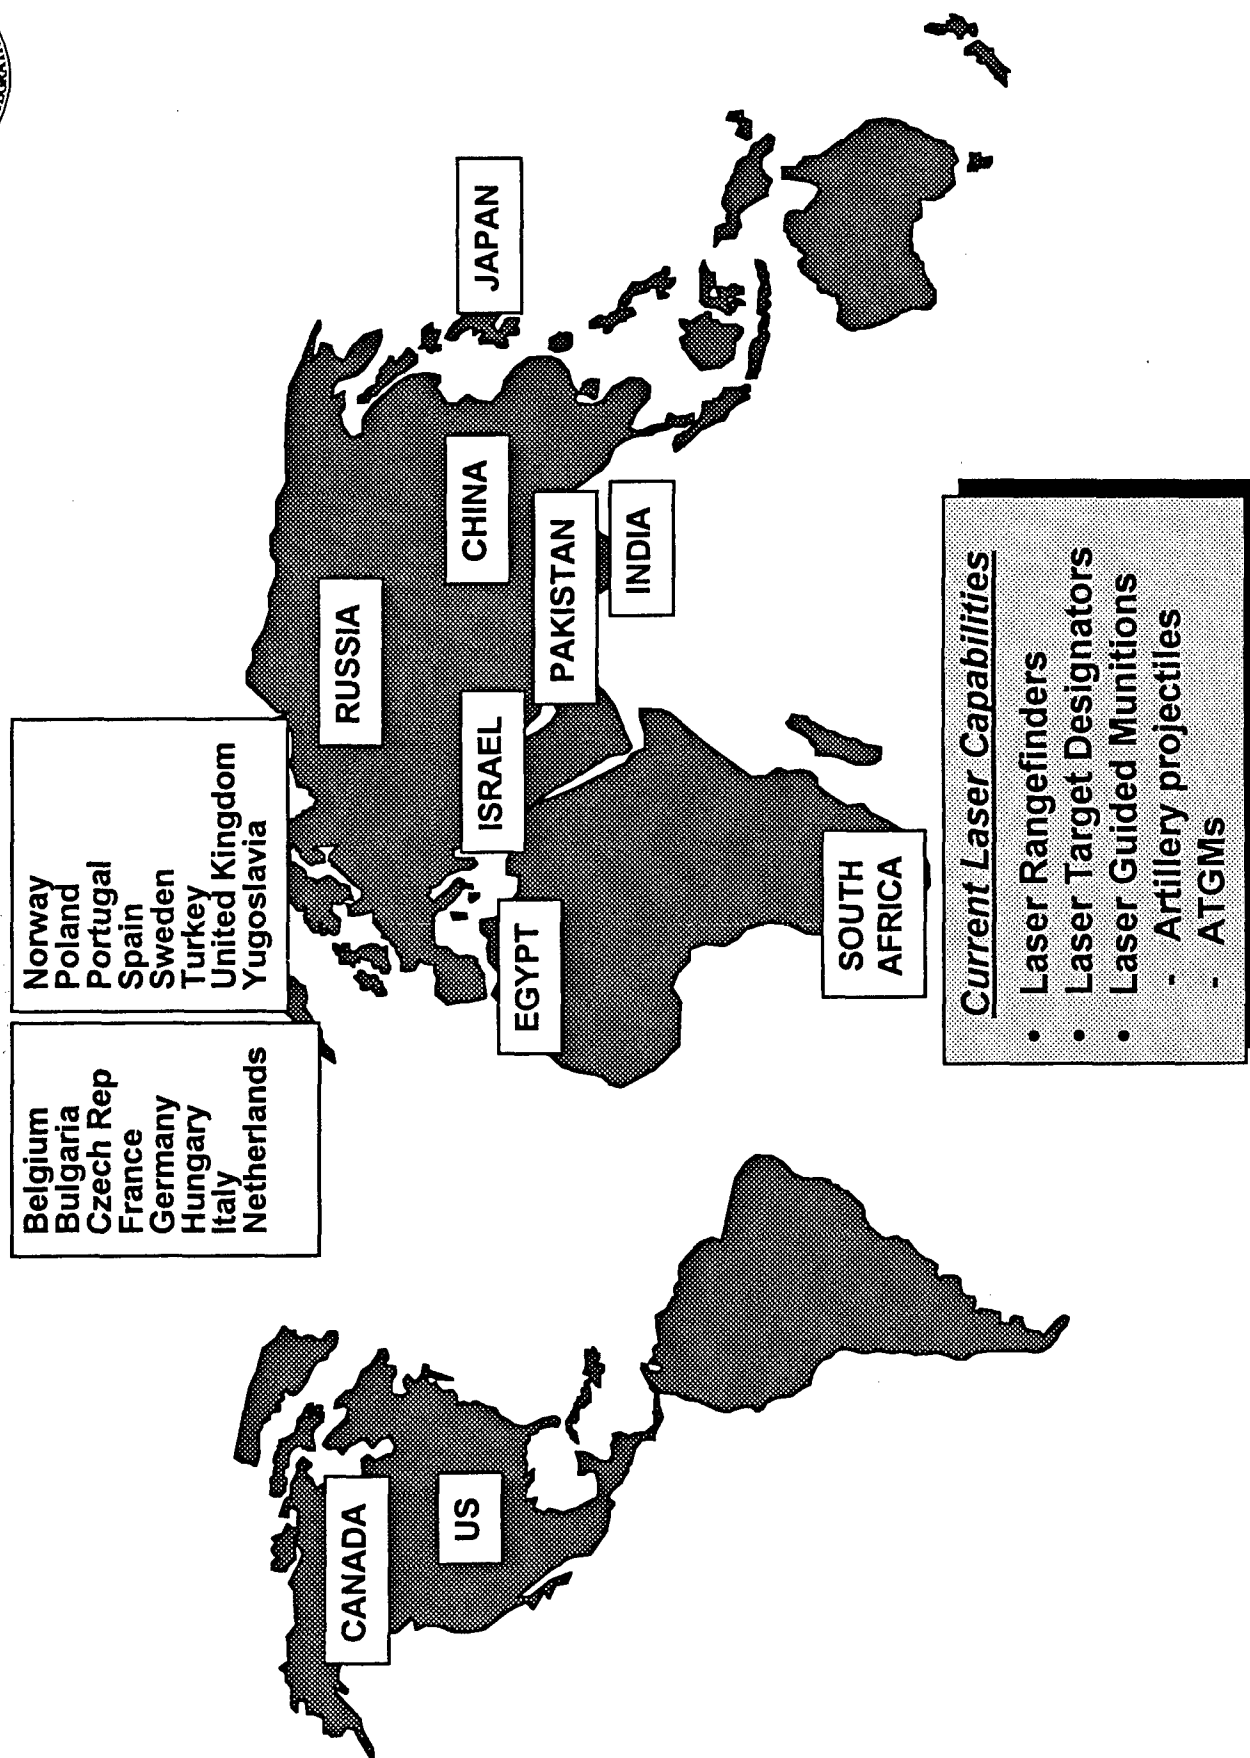 Belgium
Bulgaria
Czech Rep
France
Germany
Hungary
Italy
Netherlands
Norway
Poland
Portugal
Spain
Sweden
Turkey
United Kingdom
Yugoslavia
CANADA
US
RUSSIA
JAPAN
CHINA
ISRAEL
PAKISTAN
EGYPT
INDIA
SOUTH
AFRICA
Current Laser Capabilities
• Laser Rangefinders
• Laser Target Designators
• Laser Guided Munitions
- Artillery projectiles
- ATGMs